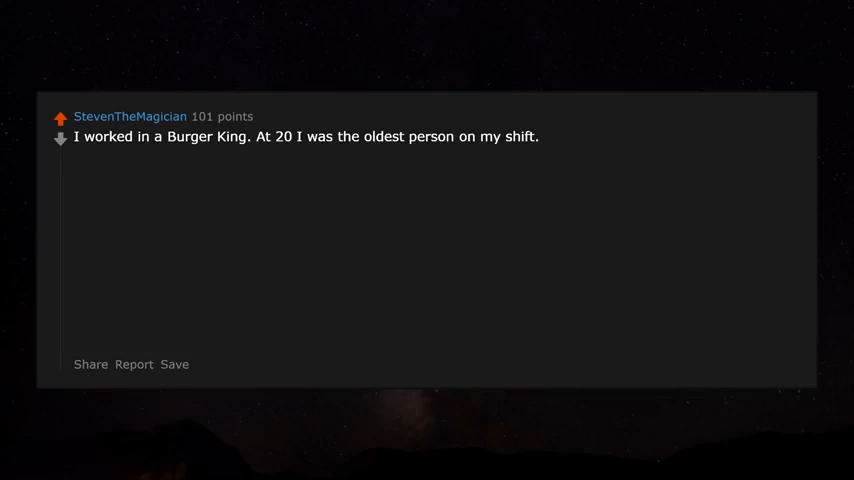 StevenTheMagician 101 points
I worked in a Burger King. At 20 I was the oldest person on my shift.
Share Report Save